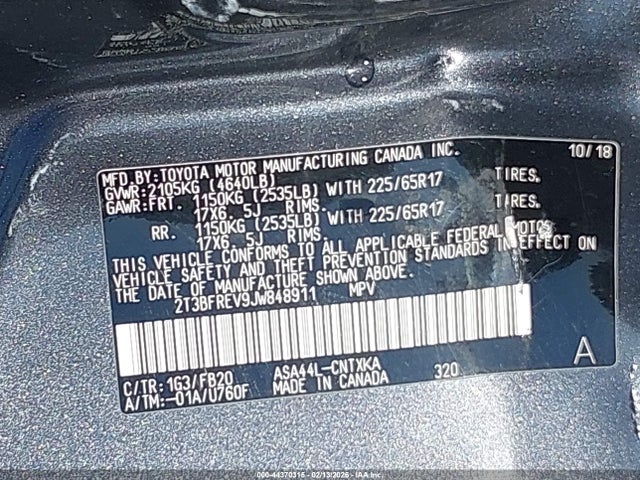 MFD.BY:TOYOTA MOTOR MANUFACTURING CANADA INC. 10/18
GVWR:2105KG (4640LB)
GAWR:FRT. 1150KG (2535LB) WITH 225/65R17 TIRES,
17X6.5J RIMS.
RR. 1150KG (2535LB) WITH 225/65R17 TIRES,
17X6.5J RIMS.
THIS VEHICLE CONFORMS TO ALL APPLICABLE FEDERAL MOTOR
VEHICLE SAFETY AND THEFT PREVENTION STANDARDS IN EFFECT ON
THE DATE OF MANUFACTURE SHOWN ABOVE.
2T3BFREV9JW848911 MPV
A
C/TR:1G3/FB20 ASA44L-CNTXKA 320
A/TM:-01A/U760F MADE IN CANADA
000-44370316 - 02/13/2026 - IAA Inc.